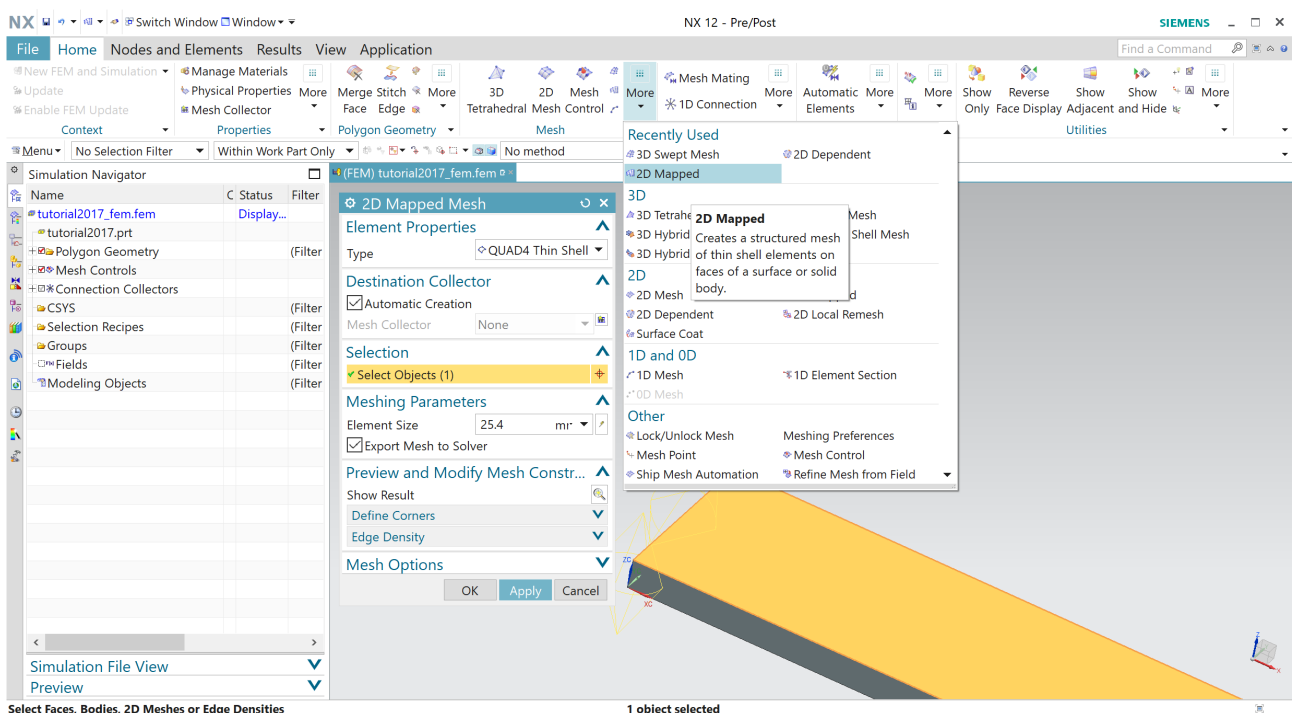 NX Switch Window Window NX 12 - Pre/Post SIEMENS
File Home Nodes and Elements Results View Application Find a Command
New FEM and Simulation
Update
Enable FEM Update
Context
Manage Materials
Physical Properties
Mesh Collector
More
Properties
Merge Face
Stitch Edge
More
Polygon Geometry
3D Tetrahedral
2D Mesh
Mesh Control
More
Mesh
Mesh Mating
1D Connection
More
Automatic Elements
More
More
Show Only
Reverse Face Display
Show Adjacent
Show and Hide
More
Utilities
Menu No Selection Filter Within Work Part Only No method
Simulation Navigator
Name C Status Filter
tutorial2017_fem.fem Display...
tutorial2017.prt
Polygon Geometry (Filter
Mesh Controls
Connection Collectors
CSYS (Filter
Selection Recipes (Filter
Groups (Filter
Fields (Filter
Modeling Objects (Filter
Simulation File View
Preview
(FEM) tutorial2017_fem.fem
2D Mapped Mesh
Element Properties
Type QUAD4 Thin Shell
Destination Collector
Automatic Creation
Mesh Collector None
Selection
Select Objects (1)
Meshing Parameters
Element Size 25.4
Export Mesh to Solver
Preview and Modify Mesh Constr...
Show Result
Define Corners
Edge Density
Mesh Options
OK Apply Cancel
Recently Used
3D Swept Mesh 2D Dependent
2D Mapped
3D
3D Tetrahe Mesh
3D Hybrid Shell Mesh
3D Hybrid
2D Mapped
Creates a structured mesh
of thin shell elements on
faces of a surface or solid
body.
2D
2D Mesh
2D Dependent 2D Local Remesh
Surface Coat
1D and 0D
1D Mesh 1D Element Section
0D Mesh
Other
Lock/Unlock Mesh Meshing Preferences
Mesh Point Mesh Control
Ship Mesh Automation Refine Mesh from Field
ZC
XC
Z
X
Select Faces, Bodies, 2D Meshes or Edge Densities 1 object selected